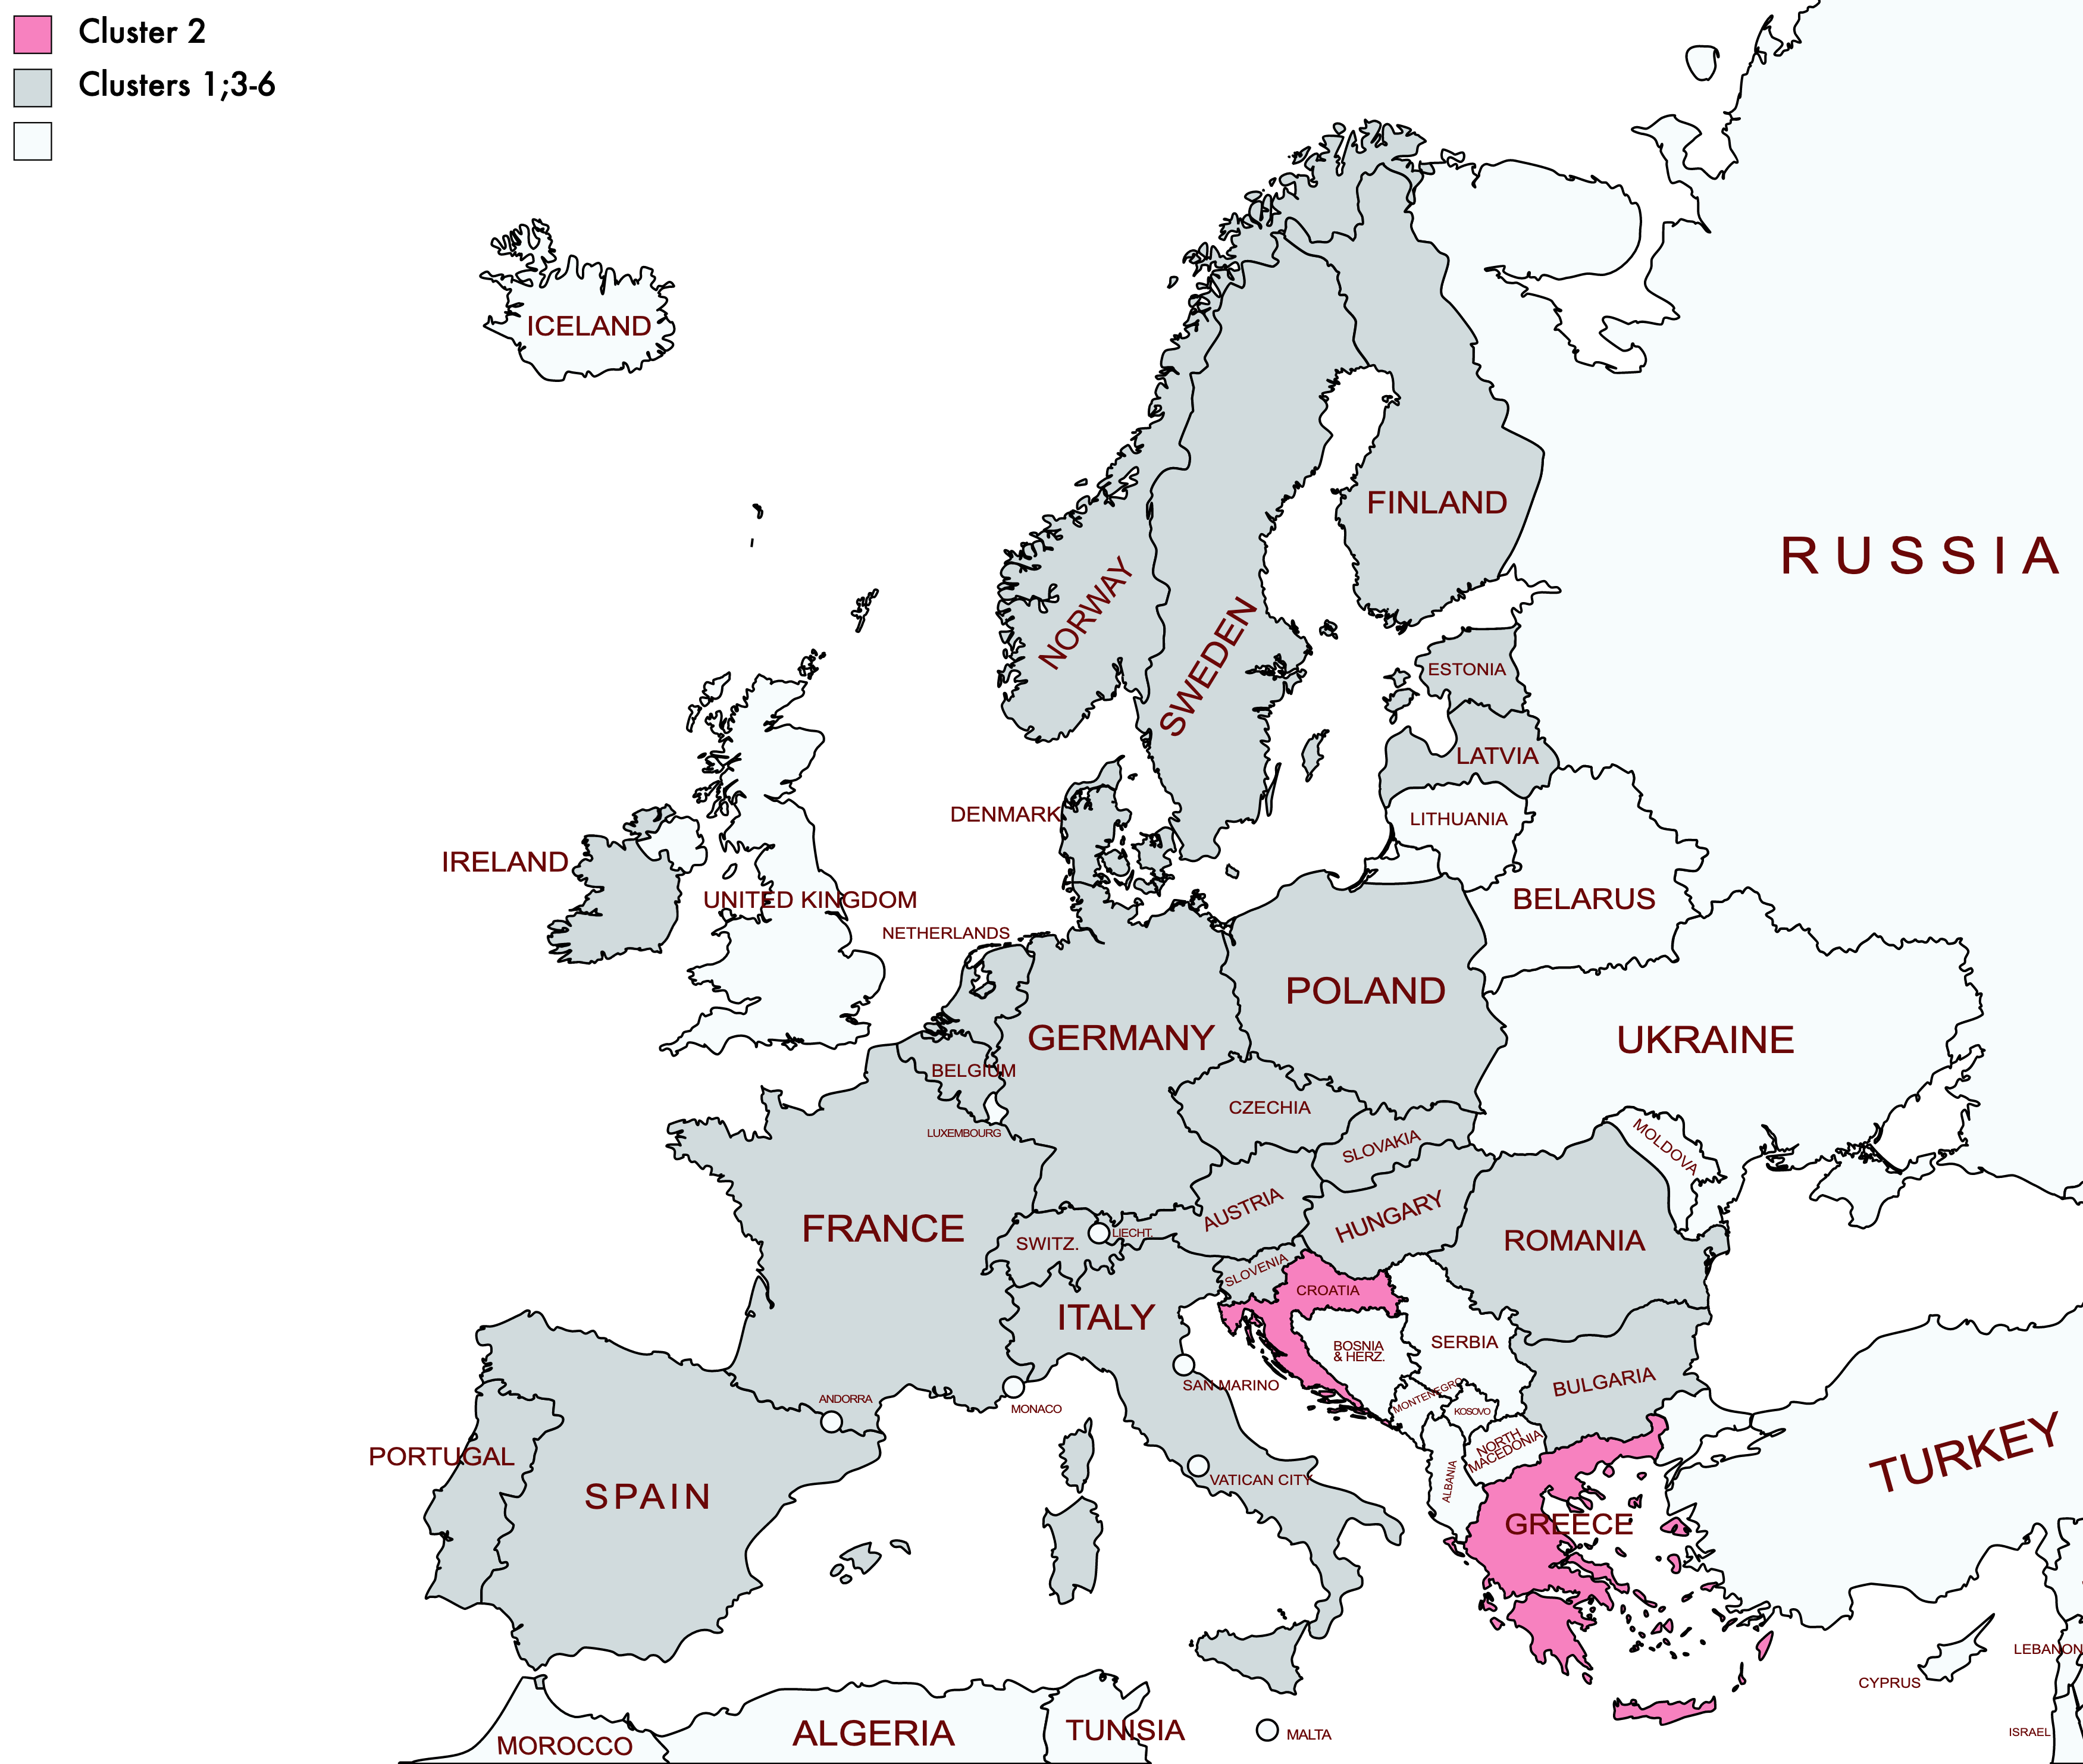 Cluster 2
Clusters 1;3-6
ICELAND
FINLAND
RUSSIA
NORWAY
SWEDEN
ESTONIA
LATVIA
DENMARK
LITHUANIA
IRELAND
UNITED KINGDOM
BELARUS
NETHERLANDS
POLAND
GERMANY
UKRAINE
BELGIUM
CZECHIA
LUXEMBOURG
SLOVAKIA
MOLDOVA
AUSTRIA
HUNGARY
FRANCE
LIECHT.
SWITZ.
ROMANIA
SLOVENIA
CROATIA
ITALY
SERBIA
BOSNIA
& HERZ.
SAN MARINO
BULGARIA
MONTENEGRO
ANDORRA
MONACO
KOSOVO
NORTH
MACEDONIA
PORTUGAL
TURKEY
VATICAN CITY
ALBANIA
SPAIN
GREECE
LEBANON
CYPRUS
ISRAEL
MOROCCO
ALGERIA
TUNISIA
MALTA